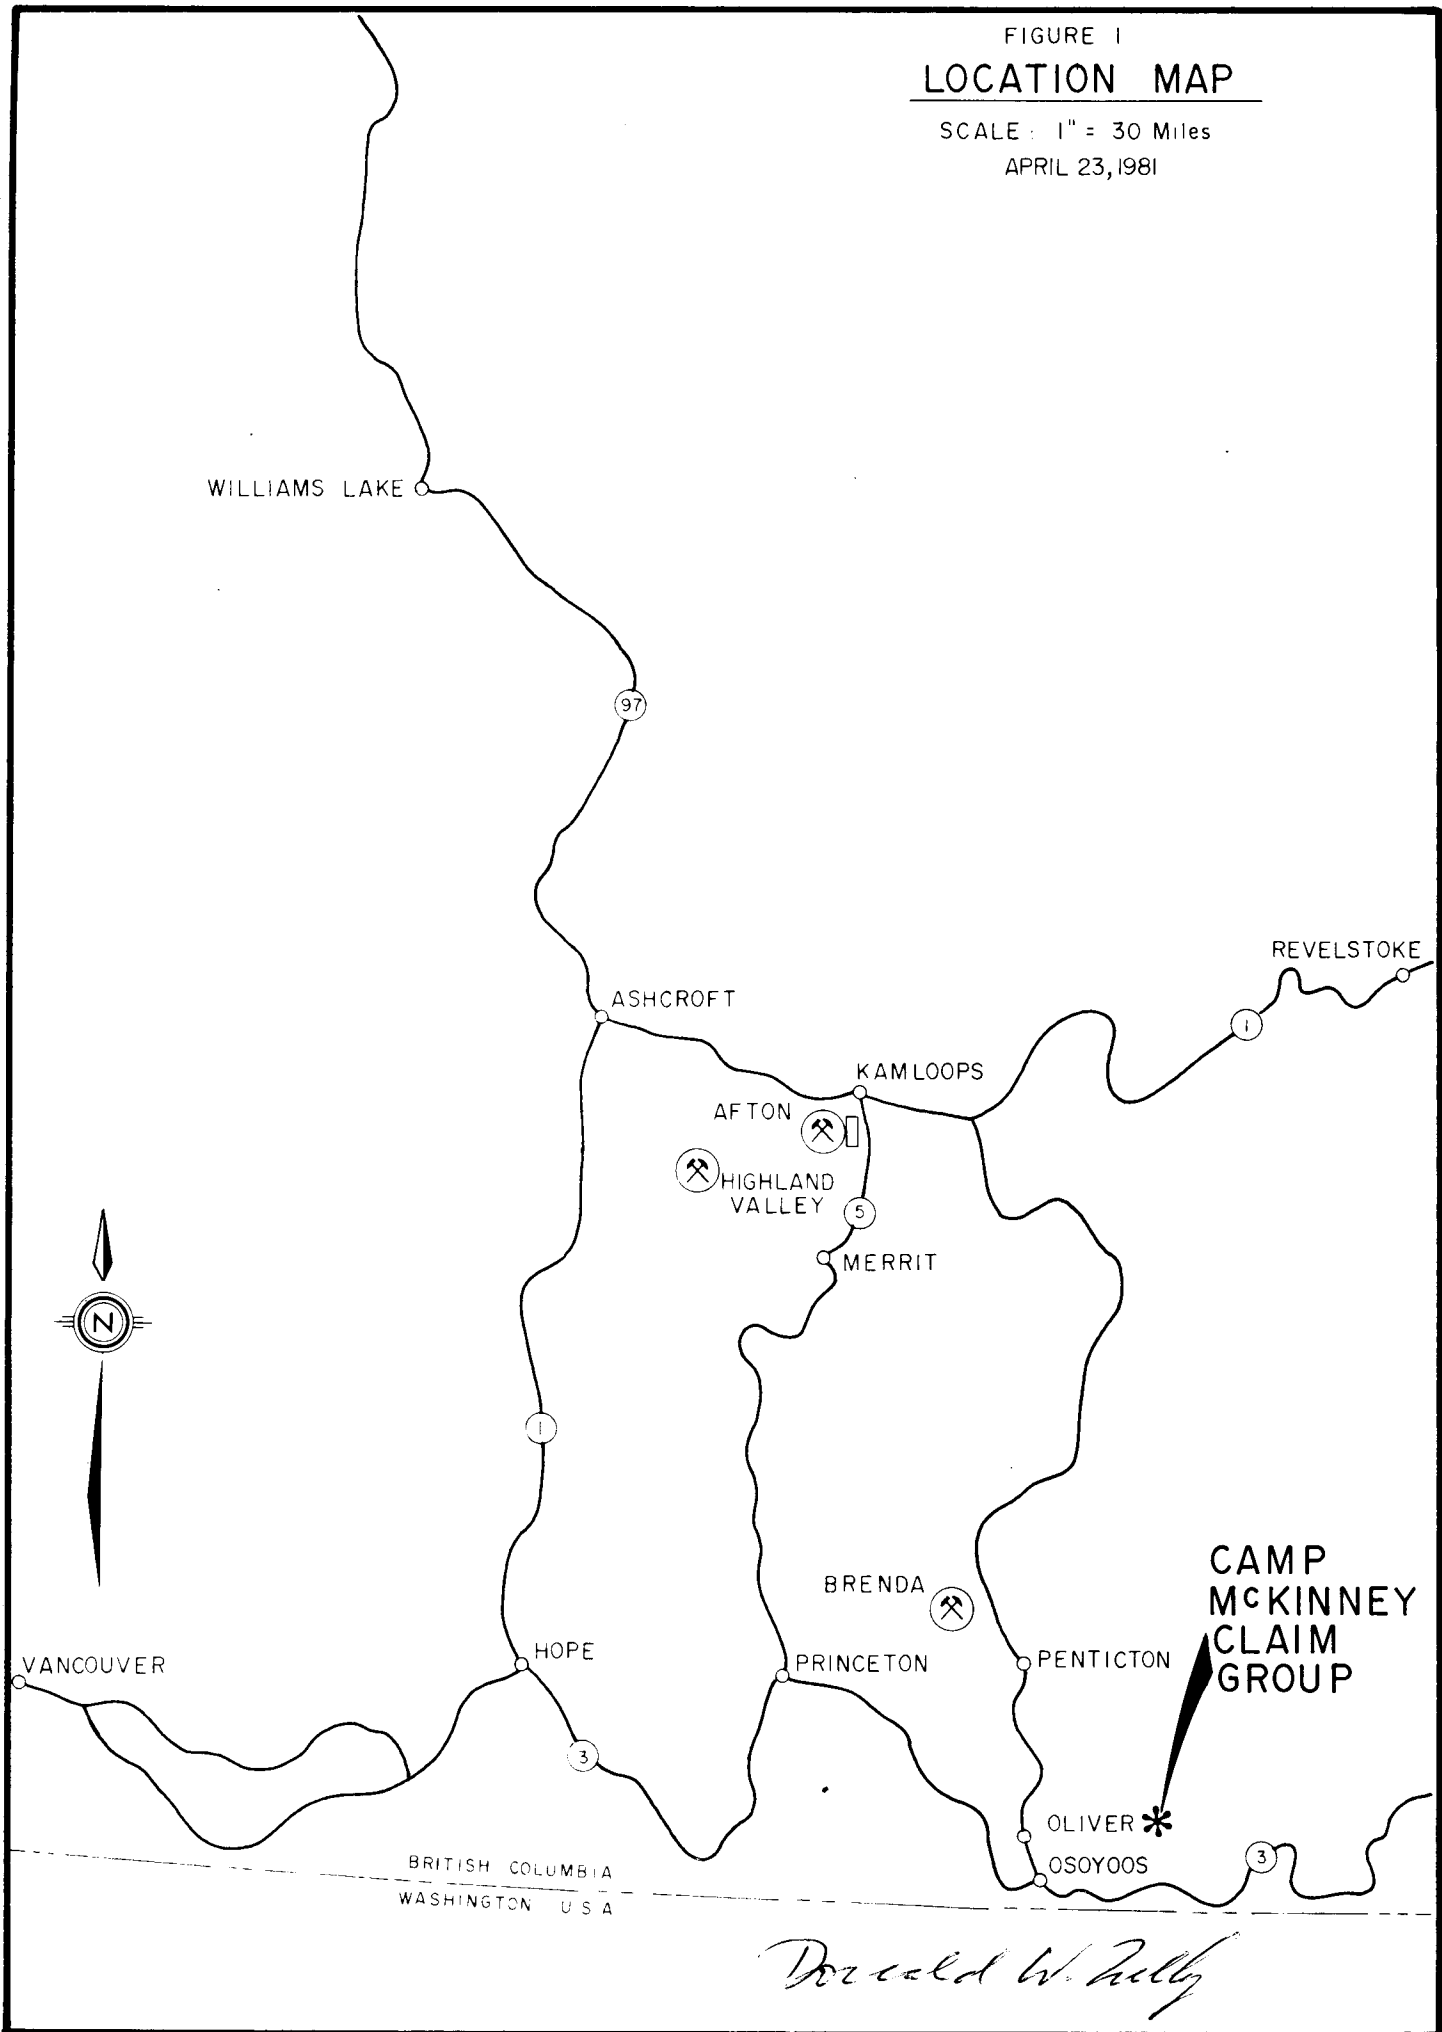 FIGURE 1
LOCATION MAP
SCALE : 1" = 30 Miles
APRIL 23, 1981
WILLIAMS LAKE
97
REVELSTOKE
ASHCROFT
1
KAMLOOPS
AFTON
HIGHLAND
VALLEY
5
MERRIT
N
1
CAMP
McKINNEY
CLAIM
GROUP
BRENDA
HOPE
VANCOUVER
PRINCETON
PENTICTON
3
OLIVER
OSOYOOS
3
BRITISH COLUMBIA
WASHINGTON U S A
Donald W.